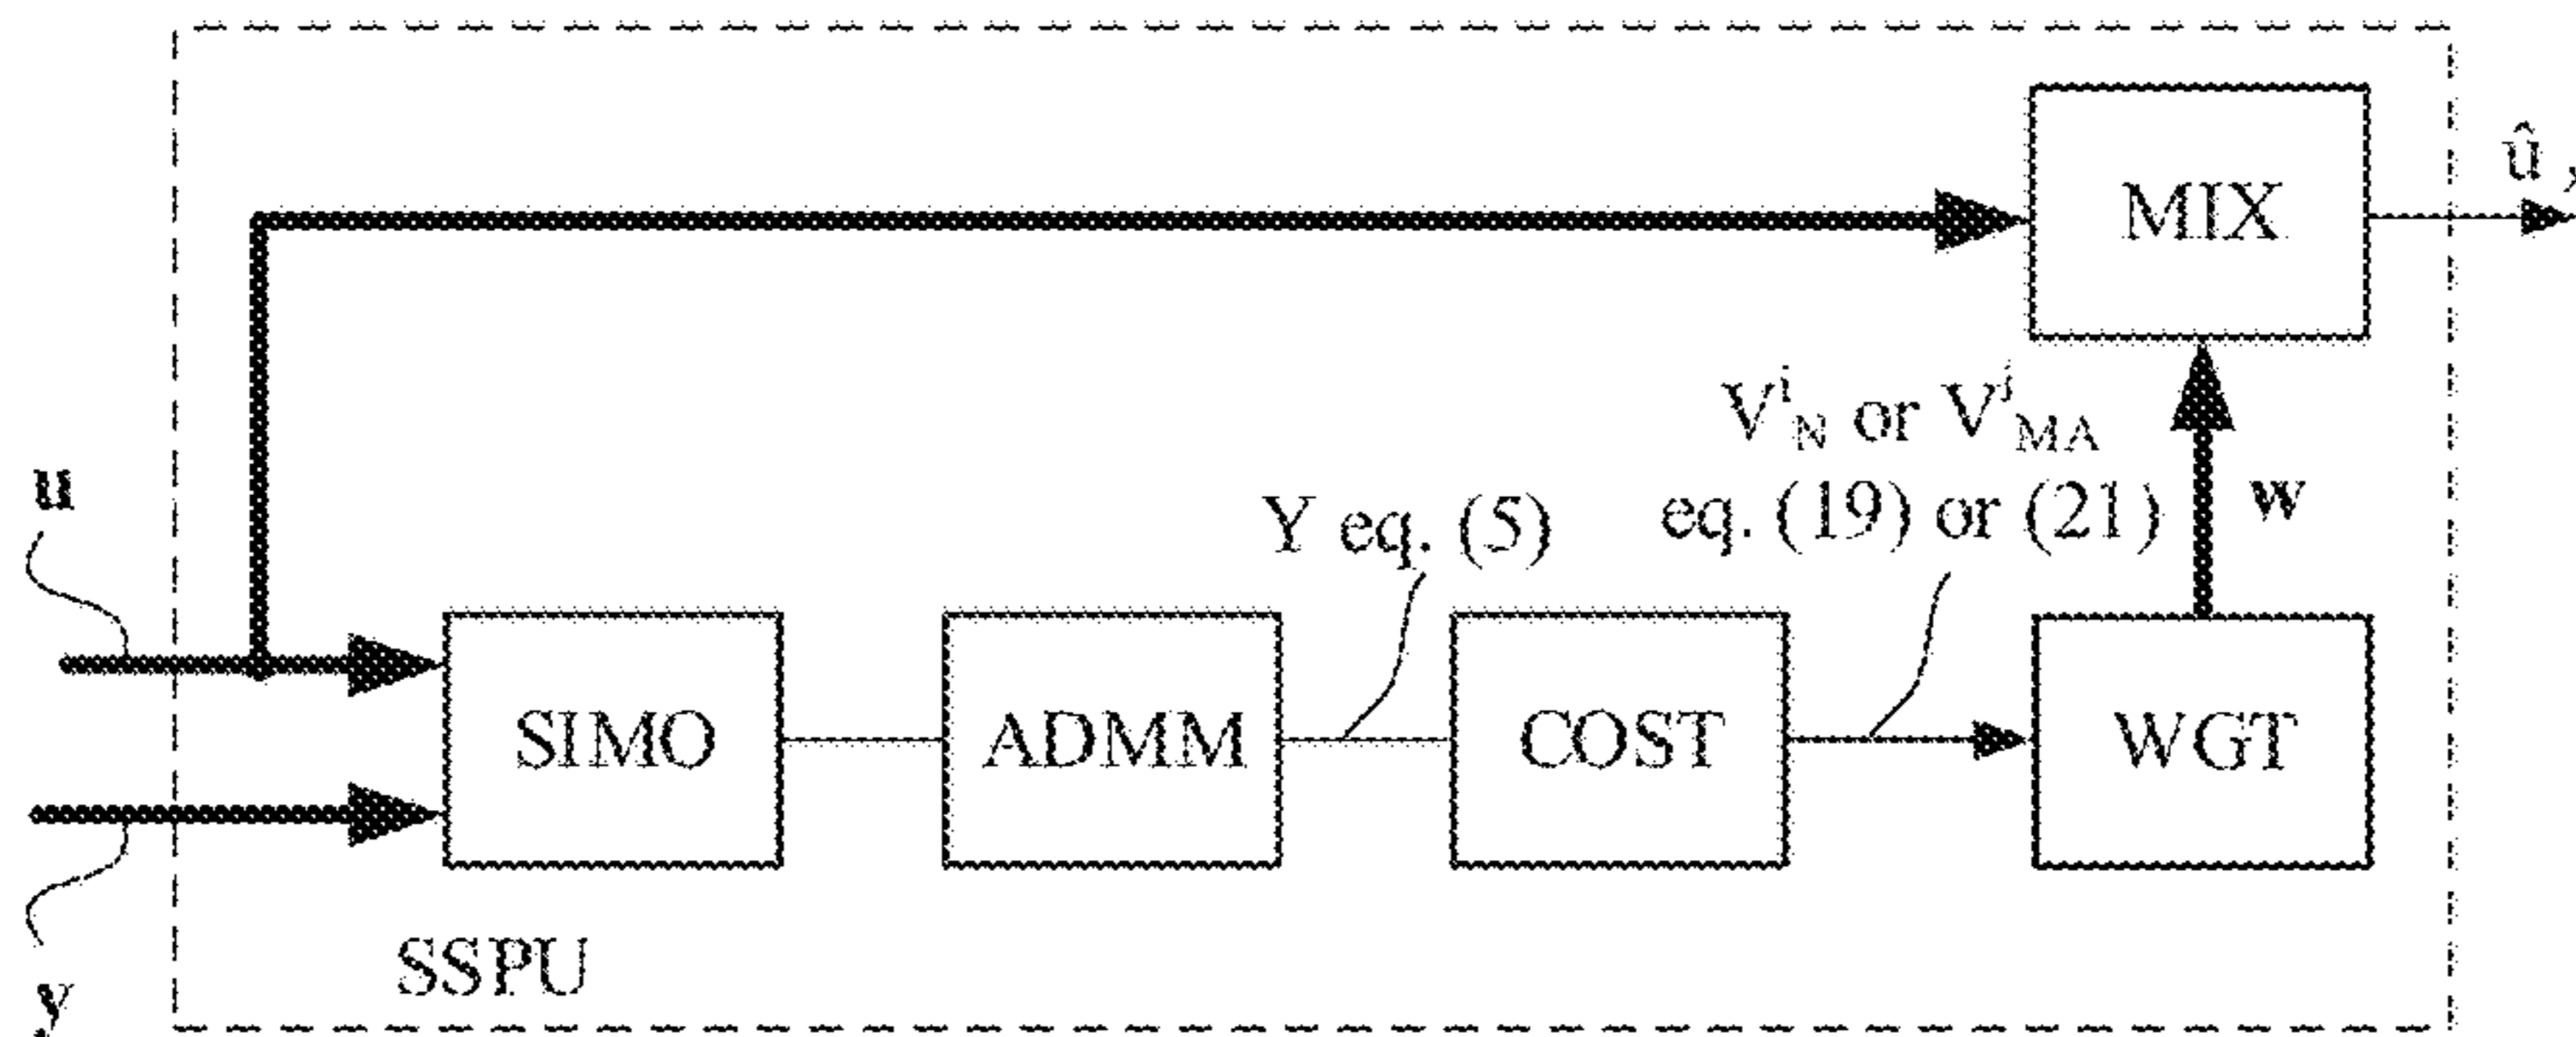 û ,
MIX
V^i_N or V^i_MA
u
Y eq. (5)
eq. (19) or (21)
w
SIMO
ADMM
COST
WGT
SSPU
y